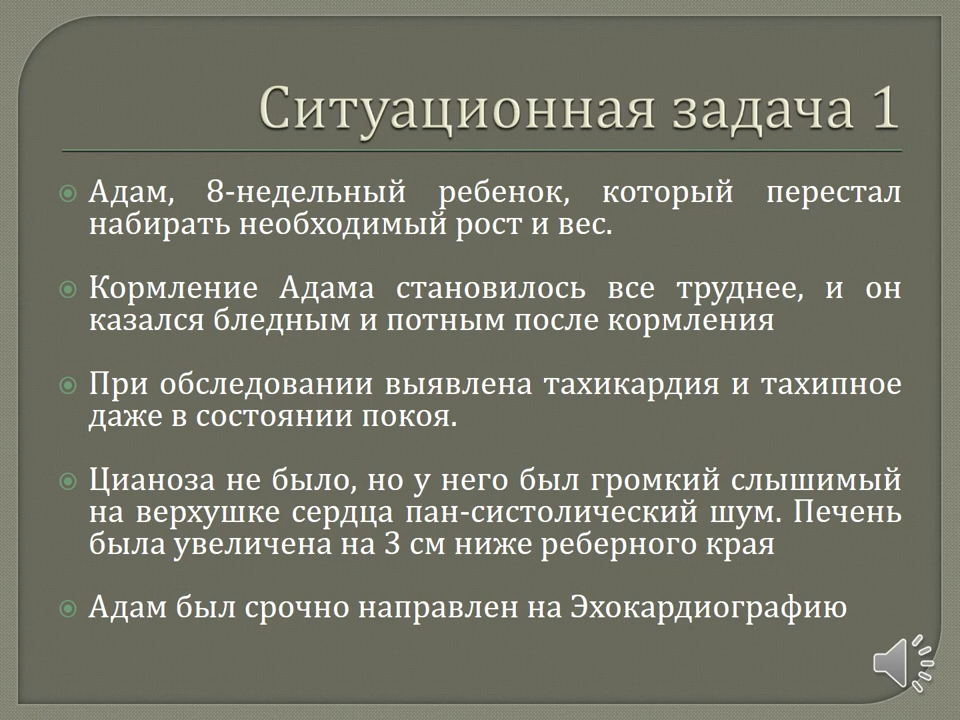 Ситуационная задача 1
Адам, 8-недельный ребенок, который перестал
набирать необходимый рост и вес.
Кормление Адама становилось все труднее, и он
казался бледным и потным после кормления
При обследовании выявлена тахикардия и тахипное
даже в состоянии покоя.
Цианоза не было, но у него был громкий слышимый
на верхушке сердца пан-систолический шум. Печень
была увеличена на 3 см ниже реберного края
Адам был срочно направлен на Эхокардиографию